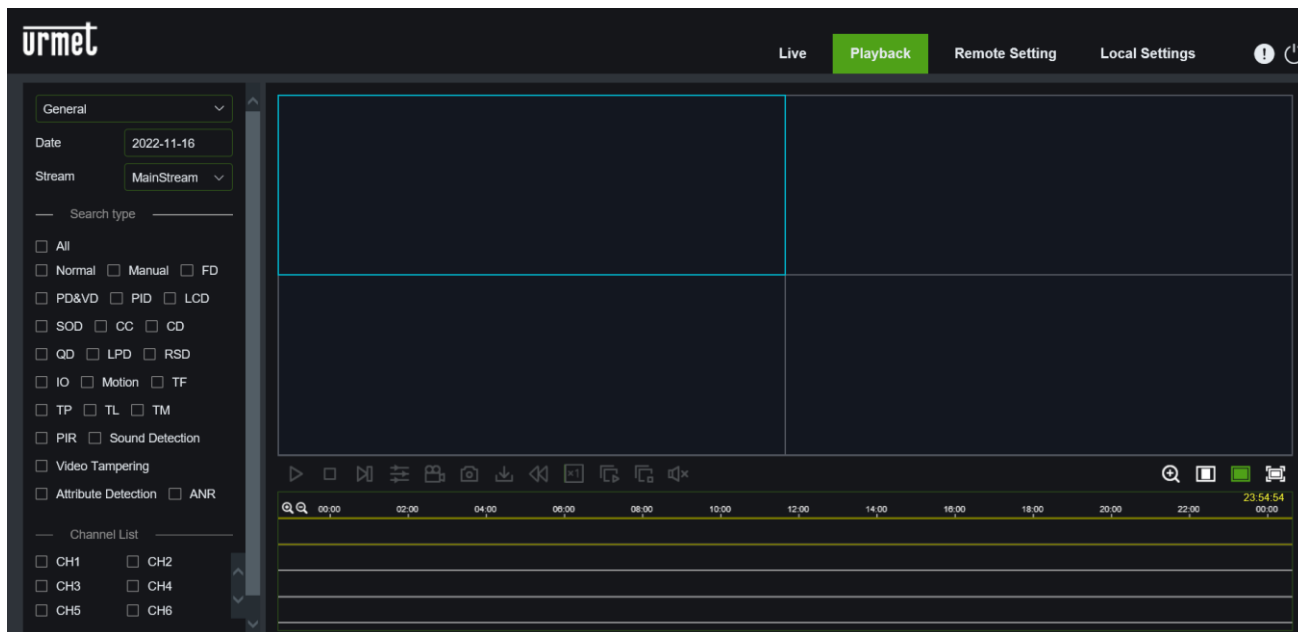 urmet
Live Playback Remote Setting Local Settings
General
Date 2022-11-16
Stream MainStream
Search type
All
Normal Manual FD
PD&VD PID LCD
SOD CC CD
QD LPD RSD
IO Motion TF
TP TL TM
PIR Sound Detection
Video Tampering
Attribute Detection ANR
Channel List
CH1 CH2
CH3 CH4
CH5 CH6
×1
23:54:54
00:00 02:00 04:00 06:00 08:00 10:00 12:00 14:00 16:00 18:00 20:00 22:00 00:00